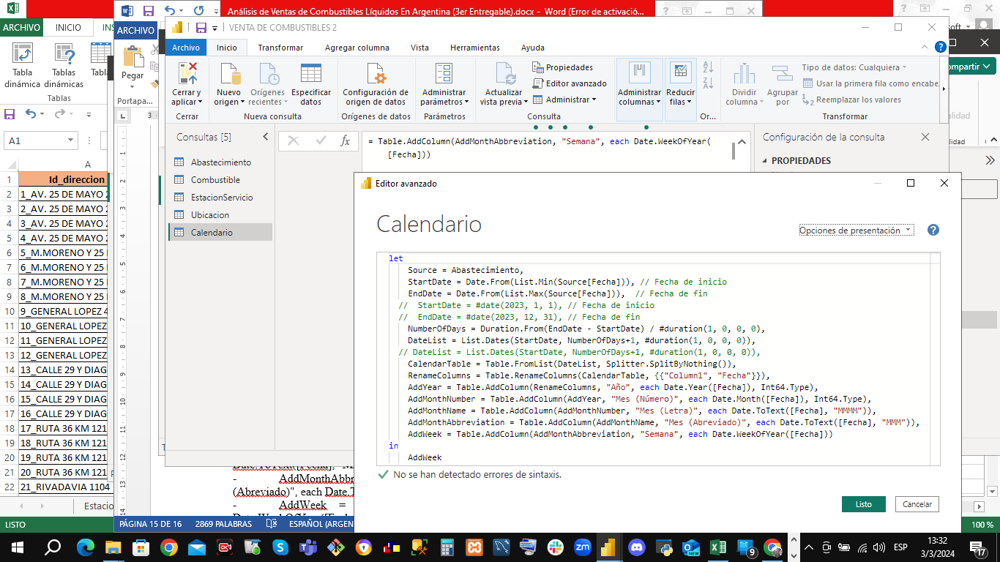 Análisis de Ventas de Combustibles Líquidos En Argentina (3er Entregable).docx - Word (Error de activació...
ARCHIVO
INICIO
INS
ARCHIVO
VENTA DE COMBUSTIBLES 2
Archivo
Inicio
Transformar
Agregar columna
Vista
Herramientas
Ayuda
ompartir
Tabla dinámica
Tablas dinámicas
Tabla
Tablas
Pegar
Portapa...
Cerrar y aplicar
Cerrar
Nuevo origen
Orígenes recientes
Especificar datos
Nueva consulta
Configuración de origen de datos
Orígenes de datos
Administrar parámetros
Parámetros
Actualizar vista previa
Propiedades
Editor avanzado
Administrar
Consulta
Administrar columnas
Reducir filas
Or...
Dividir columna
Agrupar por
Tipo de datos: Cualquiera
Usar la primera fila como encabe
Reemplazar los valores
Transformar
A1
Consultas [5]
Abastecimiento
Combustible
EstacionServicio
Ubicacion
Calendario
= Table.AddColumn(AddMonthAbbreviation, "Semana", each Date.WeekOfYear(
[Fecha]))
Configuración de la consulta
PROPIEDADES
A
1 Id_direccion
2 1_AV. 25 DE MAYO 2
3 2_AV. 25 DE MAYO 2
4 3_AV. 25 DE MAYO 2
5 4_AV. 25 DE MAYO 2
6 5_M.MORENO Y 25
7 6_M.MORENO Y 25
8 7_M.MORENO Y 25
9 8_M.MORENO Y 25
10 9_GENERAL LOPEZ 4
11 10_GENERAL LOPEZ
12 11_GENERAL LOPEZ
13 12_GENERAL LOPEZ
14 13_CALLE 29 Y DIAG
15 14_CALLE 29 Y DIAG
16 15_CALLE 29 Y DIAG
17 16_CALLE 29 Y DIAG
18 17_RUTA 36 KM 121
19 18_RUTA 36 KM 121
20 19_RUTA 36 KM 121
21 20_RUTA 36 KM 121
22 21_RIVADAVIA 1104
Editor avanzado
Calendario
Opciones de presentación
let
Source = Abastecimiento,
StartDate = Date.From(List.Min(Source[Fecha])), // Fecha de inicio
EndDate = Date.From(List.Max(Source[Fecha])),  // Fecha de fin
//  StartDate = #date(2023, 1, 1), // Fecha de inicio
//  EndDate = #date(2023, 12, 31), // Fecha de fin
NumberOfDays = Duration.From(EndDate - StartDate) / #duration(1, 0, 0, 0),
DateList = List.Dates(StartDate, NumberOfDays+1, #duration(1, 0, 0, 0)),
// DateList = List.Dates(StartDate, NumberOfDays+1, #duration(1, 0, 0, 0)),
CalendarTable = Table.FromList(DateList, Splitter.SplitByNothing()),
RenameColumns = Table.RenameColumns(CalendarTable, {{"Column1", "Fecha"}}),
AddYear = Table.AddColumn(RenameColumns, "Año", each Date.Year([Fecha]), Int64.Type),
AddMonthNumber = Table.AddColumn(AddYear, "Mes (Número)", each Date.Month([Fecha]), Int64.Type),
AddMonthName = Table.AddColumn(AddMonthNumber, "Mes (Letra)", each Date.ToText([Fecha], "MMMM")),
AddMonthAbbreviation = Table.AddColumn(AddMonthName, "Mes (Abreviado)", each Date.ToText([Fecha], "MMM")),
AddWeek = Table.AddColumn(AddMonthAbbreviation, "Semana", each Date.WeekOfYear([Fecha]))
in
AddWeek
No se han detectado errores de sintaxis.
Listo
Cancelar
- AddMonthAbbr
(Abreviado)", each Date.T
- AddWeek =
Estacio
LISTO
PÁGINA 15 DE 16
2869 PALABRAS
ESPAÑOL (ARGEN
100 %
ESP
13:32
3/3/2024
9
17